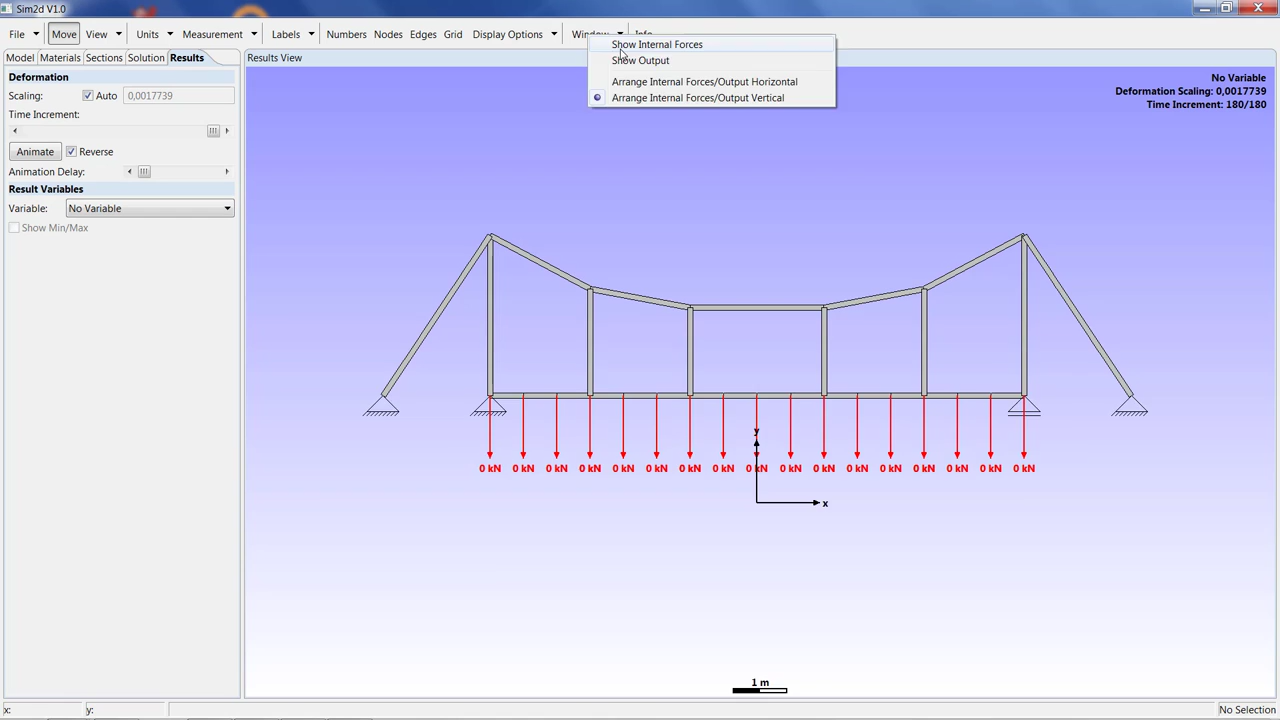 Sim2d V1.0
File Move View Units Measurement Labels Numbers Nodes Edges Grid Display Options Window Info
Show Internal Forces
Show Output
Arrange Internal Forces/Output Horizontal
Arrange Internal Forces/Output Vertical
Model Materials Sections Solution Results
Results View
Deformation
Scaling: Auto 0,0017739
Time Increment:
Animate Reverse
Animation Delay:
Result Variables
Variable: No Variable
Show Min/Max
No Variable
Deformation Scaling: 0,0017739
Time Increment: 180/180
y
0 kN 0 kN 0 kN 0 kN 0 kN 0 kN 0 kN 0 kN 0 kN 0 kN 0 kN 0 kN 0 kN 0 kN 0 kN 0 kN 0 kN
x
1 m
x: y: No Selection